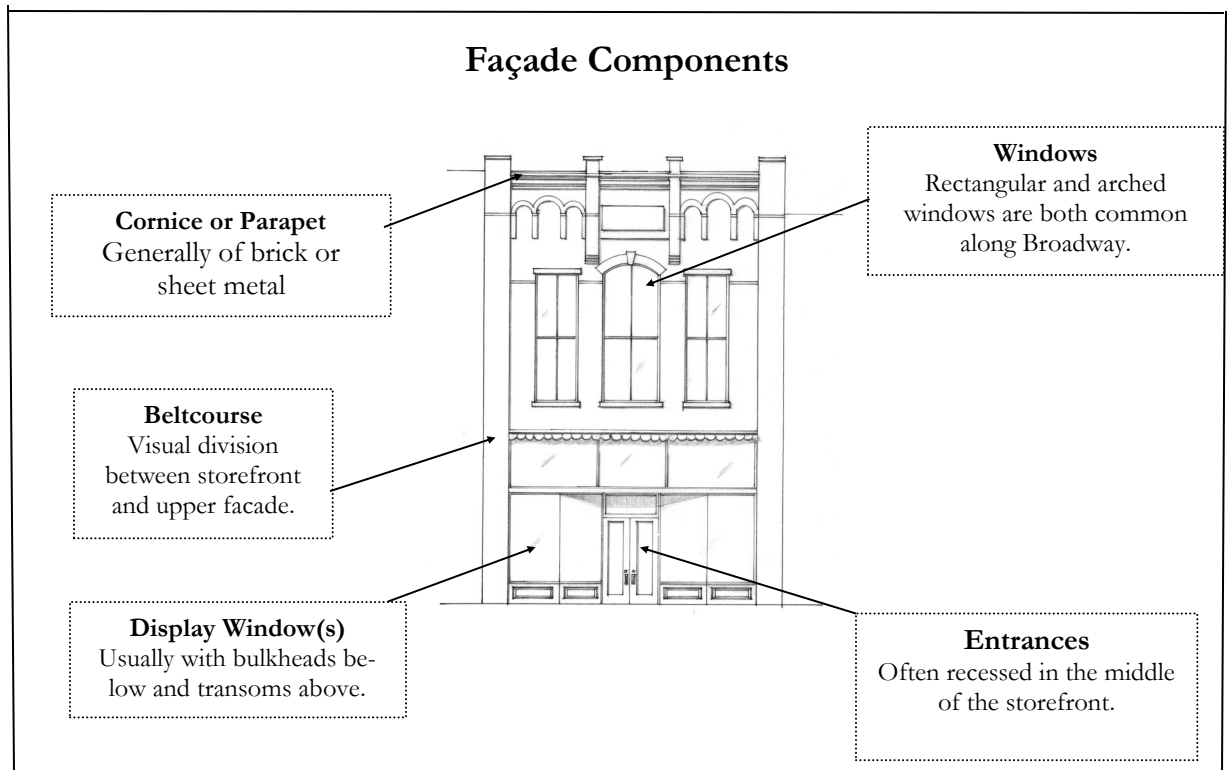 Façade Components
Cornice or Parapet
Generally of brick or
sheet metal
Windows
Rectangular and arched
windows are both common
along Broadway.
Beltcourse
Visual division
between storefront
and upper facade.
Display Window(s)
Usually with bulkheads be-
low and transoms above.
Entrances
Often recessed in the middle
of the storefront.